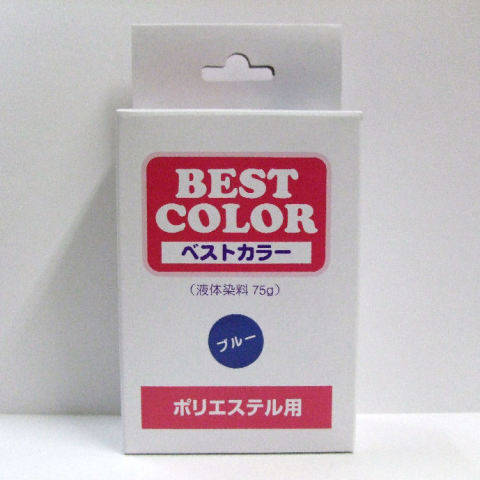 BEST
COLOR
ベストカラー
（液体染料 75g）
ブルー
ポリエステル用